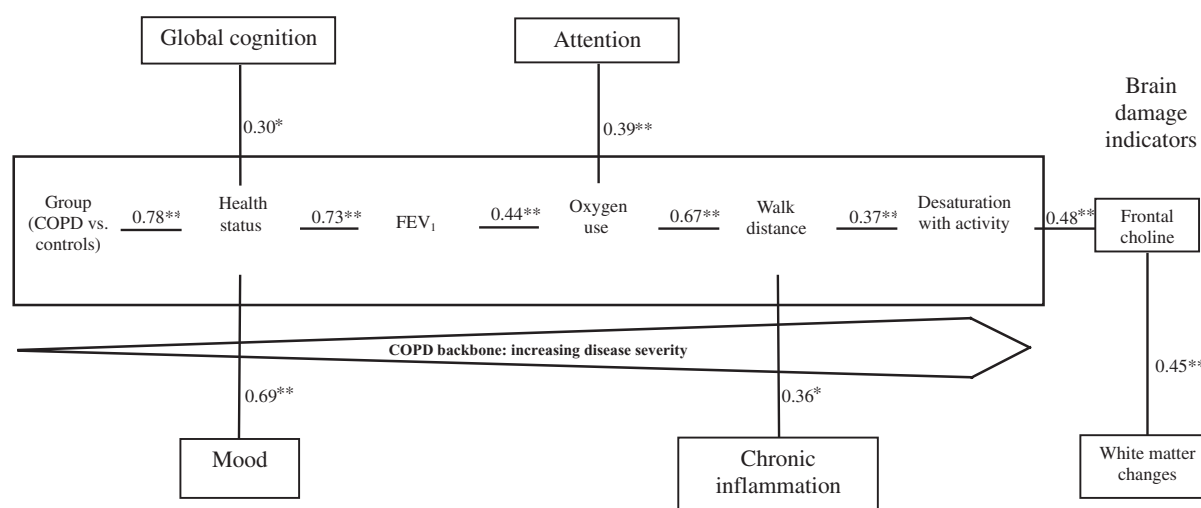 Global cognition
Attention
Brain
damage
indicators
0.30*
0.39**
Group
(COPD vs.
controls)
0.78**
Health
status
0.73**
FEV₁
0.44**
Oxygen
use
0.67**
Walk
distance
0.37**
Desaturation
with activity
0.48**
Frontal
choline
COPD backbone: increasing disease severity
0.69**
0.36*
0.45**
Mood
Chronic
inflammation
White matter
changes